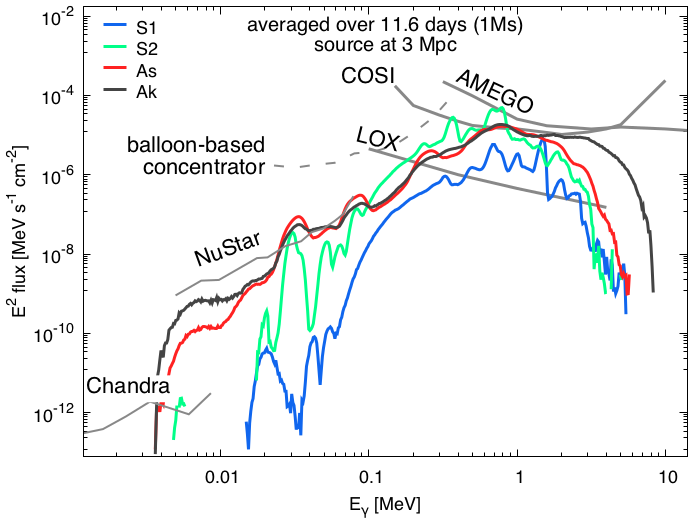 averaged over 11.6 days (1Ms)
source at 3 Mpc
S1
S2
As
Ak
COSI
AMEGO
LOX
balloon-based
concentrator
NuStar
Chandra
10⁻²
10⁻⁴
10⁻⁶
10⁻⁸
10⁻¹⁰
10⁻¹²
E² flux [MeV s⁻¹ cm⁻²]
0.01
0.1
1
10
Eγ [MeV]